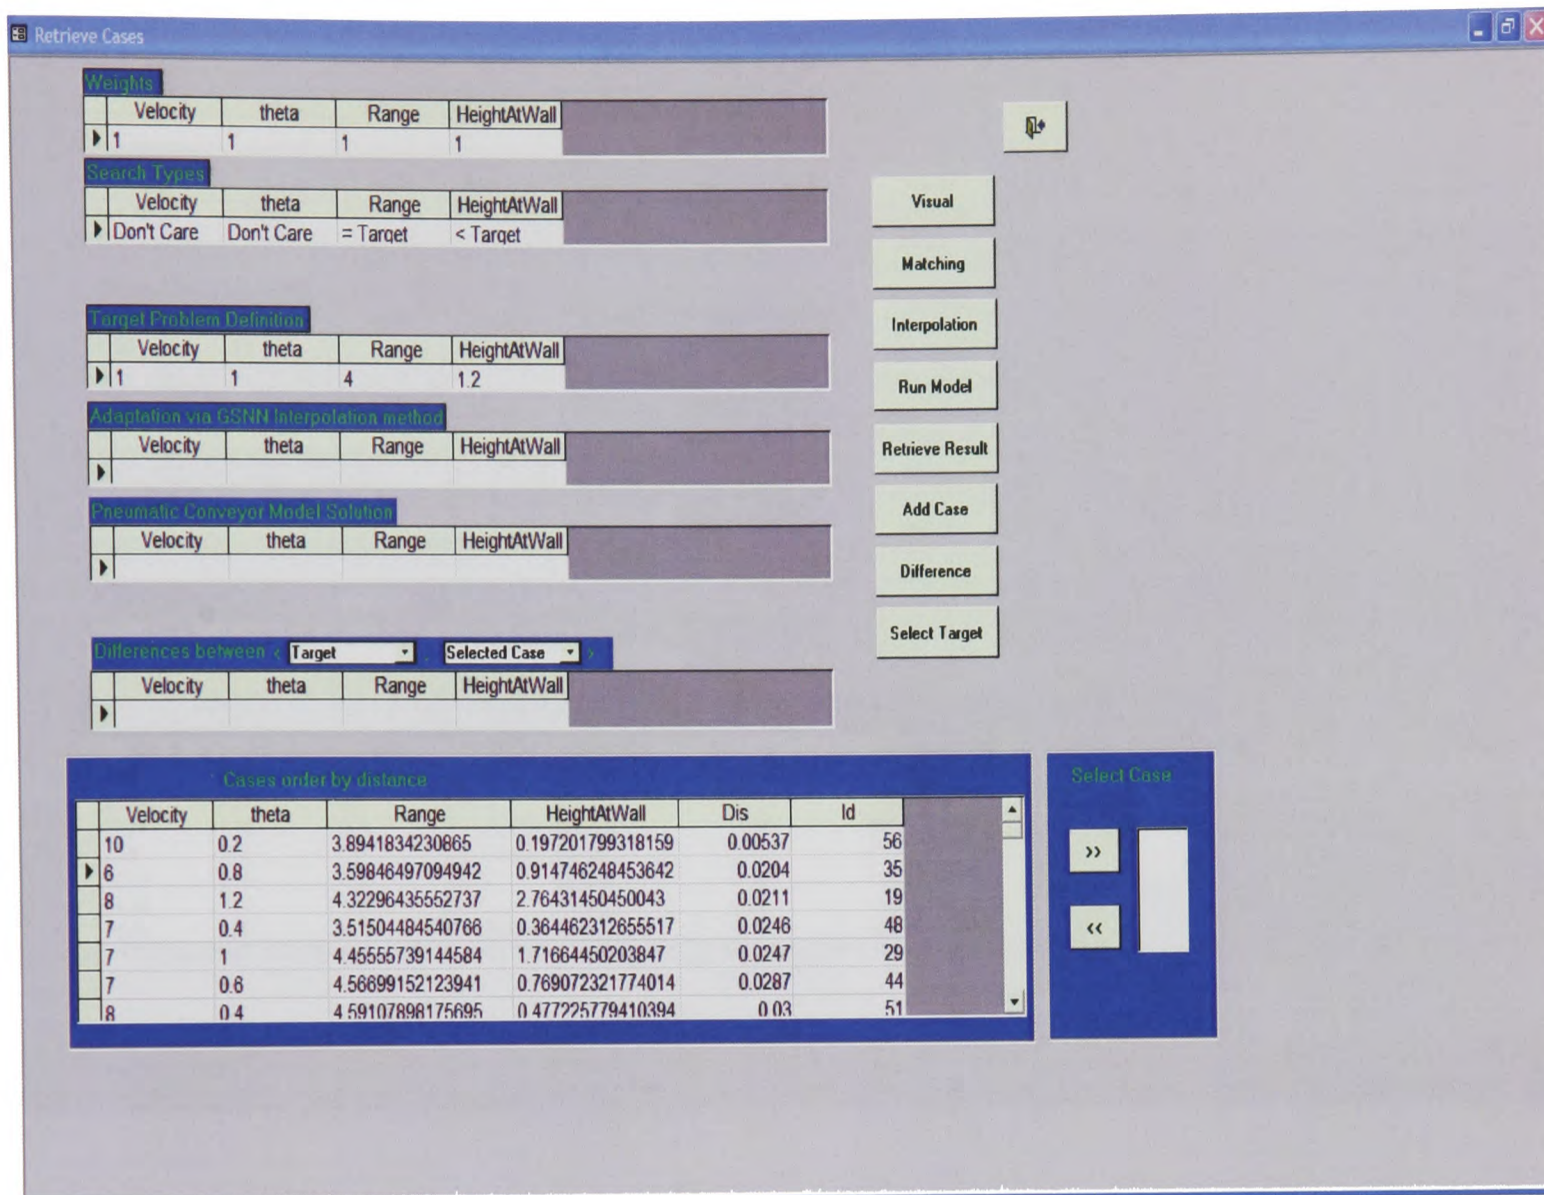 Retrieve Cases
Weights
Velocity theta Range HeightAtWall
1 1 1 1
Search Types
Velocity theta Range HeightAtWall
Don't Care Don't Care = Target < Target
Target Problem Definition
Velocity theta Range HeightAtWall
1 1 4 1.2
Adaptation via GSNN Interpolation method
Velocity theta Range HeightAtWall
Pneumatic Conveyor Model Solution
Velocity theta Range HeightAtWall
Differences between < Target , Selected Case >
Velocity theta Range HeightAtWall
Visual
Matching
Interpolation
Run Model
Retrieve Result
Add Case
Difference
Select Target
Cases order by distance
Velocity theta Range HeightAtWall Dis Id
10 0.2 3.8941834230865 0.197201799318159 0.00537 56
6 0.8 3.59846497094942 0.914746248453642 0.0204 35
8 1.2 4.32296435552737 2.76431450450043 0.0211 19
7 0.4 3.51504484540766 0.364462312655517 0.0246 48
7 1 4.45555739144584 1.71664450203847 0.0247 29
7 0.6 4.56699152123941 0.769072321774014 0.0287 44
8 0.4 4.59107898175695 0.477225779410394 0.03 51
Select Case
>>
<<